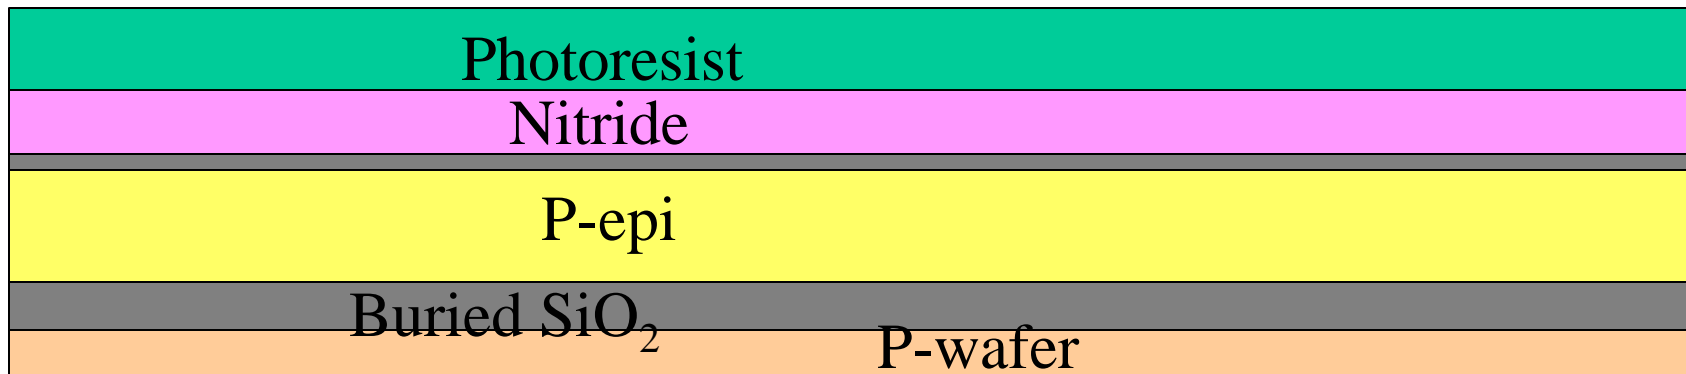 Photoresist
Nitride
P-epi
Buried SiO₂
P-wafer